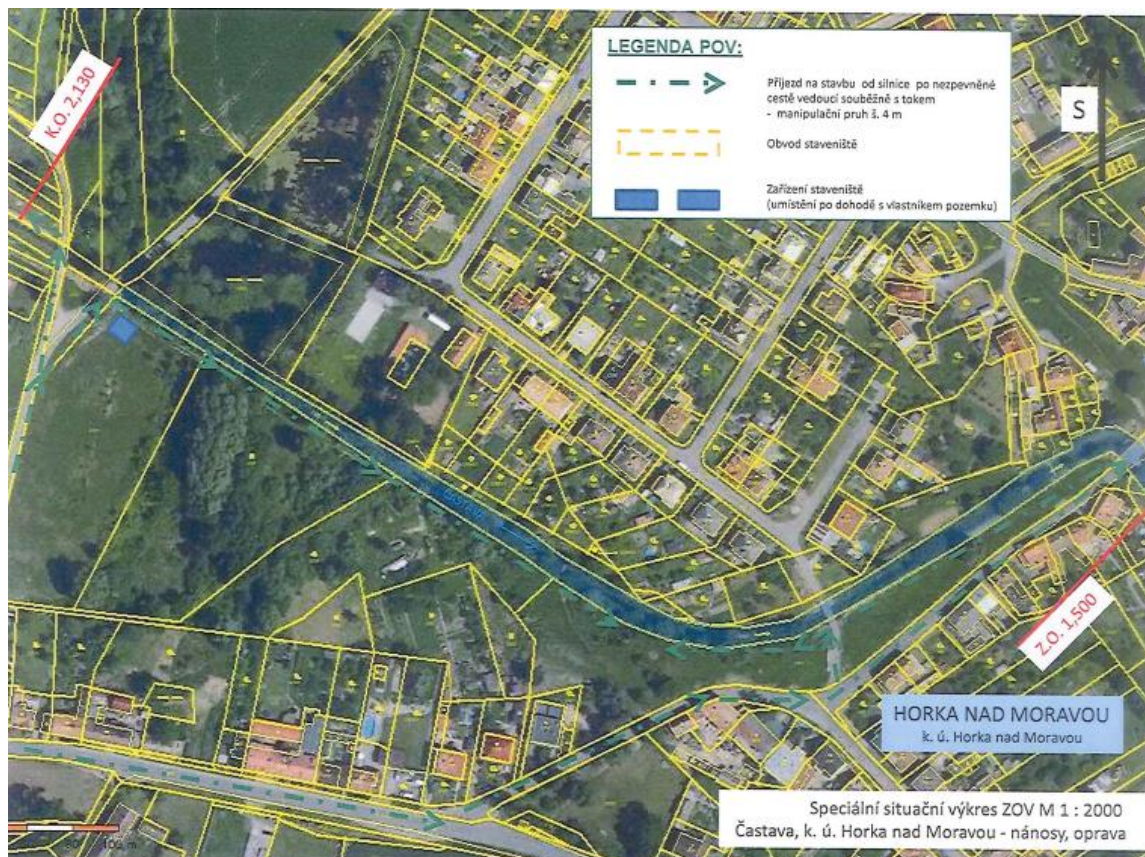 LEGENDA POV:
Příjezd na stavbu od silnice po nezpevněné
cestě vedoucí souběžně s tokem
- manipulační pruh š. 4 m
Obvod staveniště
Zařízení staveniště
(umístění po dohodě s vlastníkem pozemku)
S
K.O. 2,130
Z.O. 1,500
HORKA NAD MORAVOU
k. ú. Horka nad Moravou
Speciální situační výkres ZOV M 1 : 2000
Častava, k. ú. Horka nad Moravou - nánosy, oprava